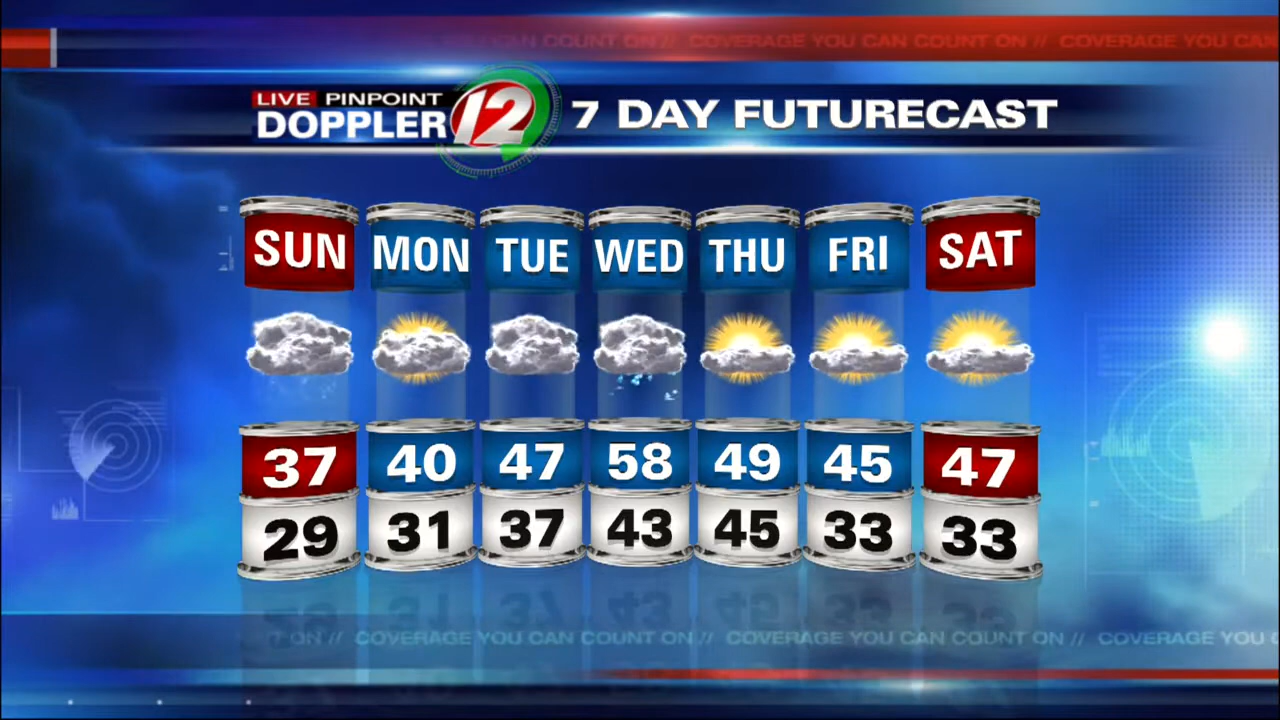 CAN COUNT ON // COVERAGE YOU CAN COUNT ON // COVERAGE YOU CAN
LIVE PINPOINT
DOPPLER 12 7 DAY FUTURECAST
SUN MON TUE WED THU FRI SAT
37 40 47 58 49 45 47
29 31 37 43 45 33 33
ON // COVERAGE YOU CAN COUNT ON // COVERAGE YOU CAN COUNT ON // COVERAGE YOU